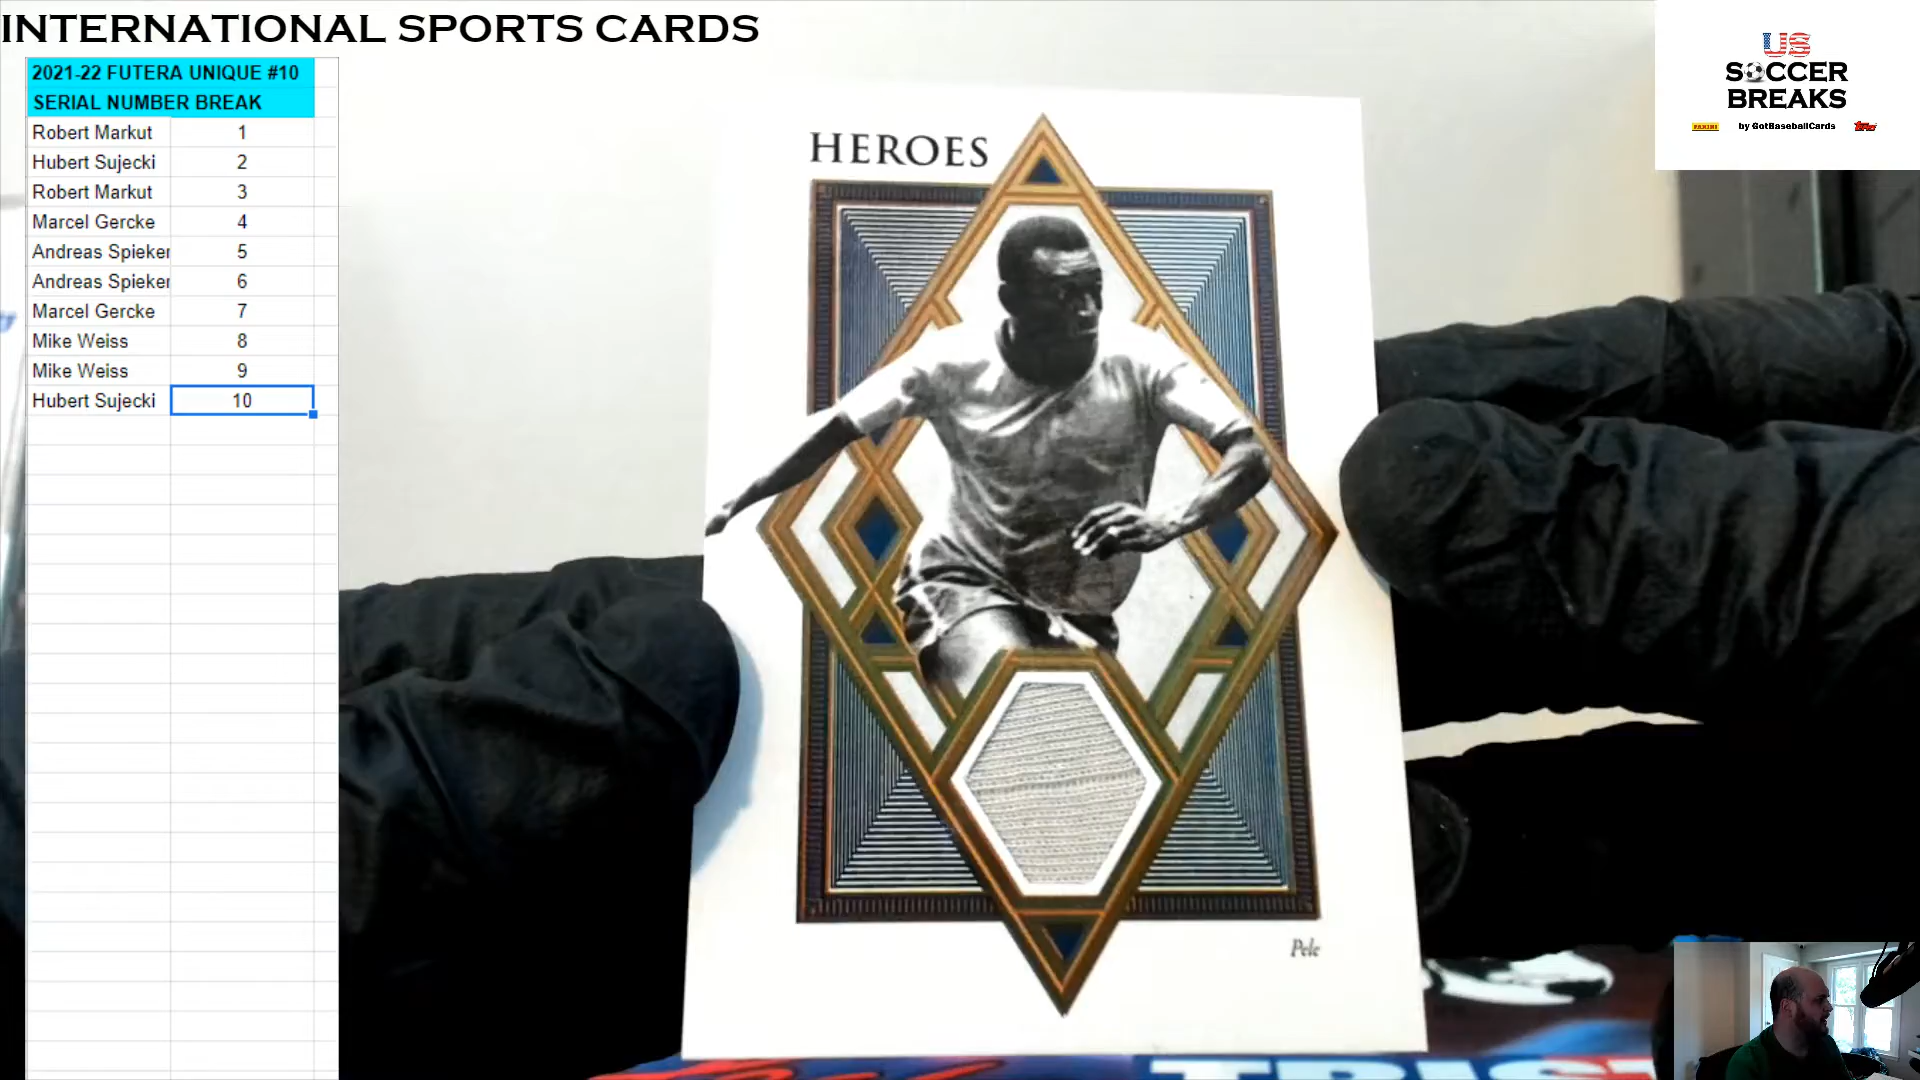 INTERNATIONAL SPORTS CARDS
2021-22 FUTERA UNIQUE #10
SERIAL NUMBER BREAK
Robert Markut 1
Hubert Sujecki 2
Robert Markut 3
Marcel Gercke 4
Andreas Spieker 5
Andreas Spieker 6
Marcel Gercke 7
Mike Weiss 8
Mike Weiss 9
Hubert Sujecki 10
US
SOCCER
BREAKS
PANINI by GotBaseballCards Topps
HEROES
Pele